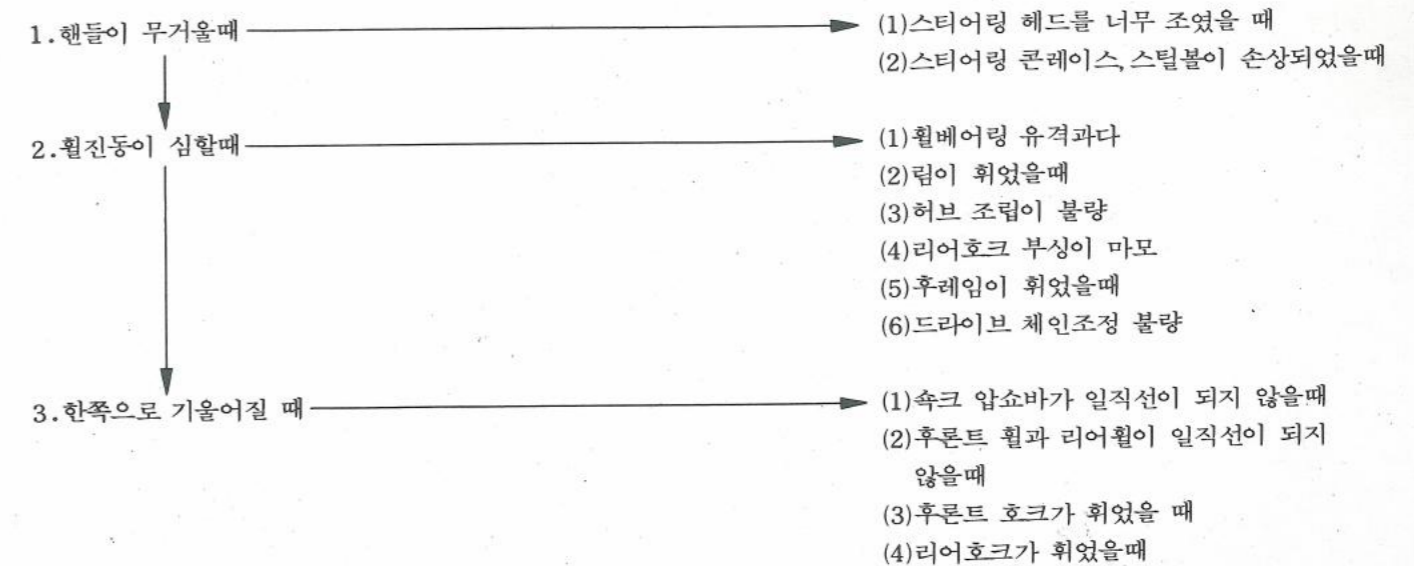 1.핸들이 무거울때
(1)스티어링 헤드를 너무 조였을 때
(2)스티어링 콘레이스, 스틸볼이 손상되었을때
2.휠진동이 심할때
(1)휠베어링 유격과다
(2)림이 휘었을때
(3)허브 조립이 불량
(4)리어호크 부싱이 마모
(5)후레임이 휘었을때
(6)드라이브 체인조정 불량
3.한쪽으로 기울어질 때
(1)쇽크 압쇼바가 일직선이 되지 않을때
(2)후론트 휠과 리어휠이 일직선이 되지
않을때
(3)후론트 호크가 휘었을 때
(4)리어호크가 휘었을때